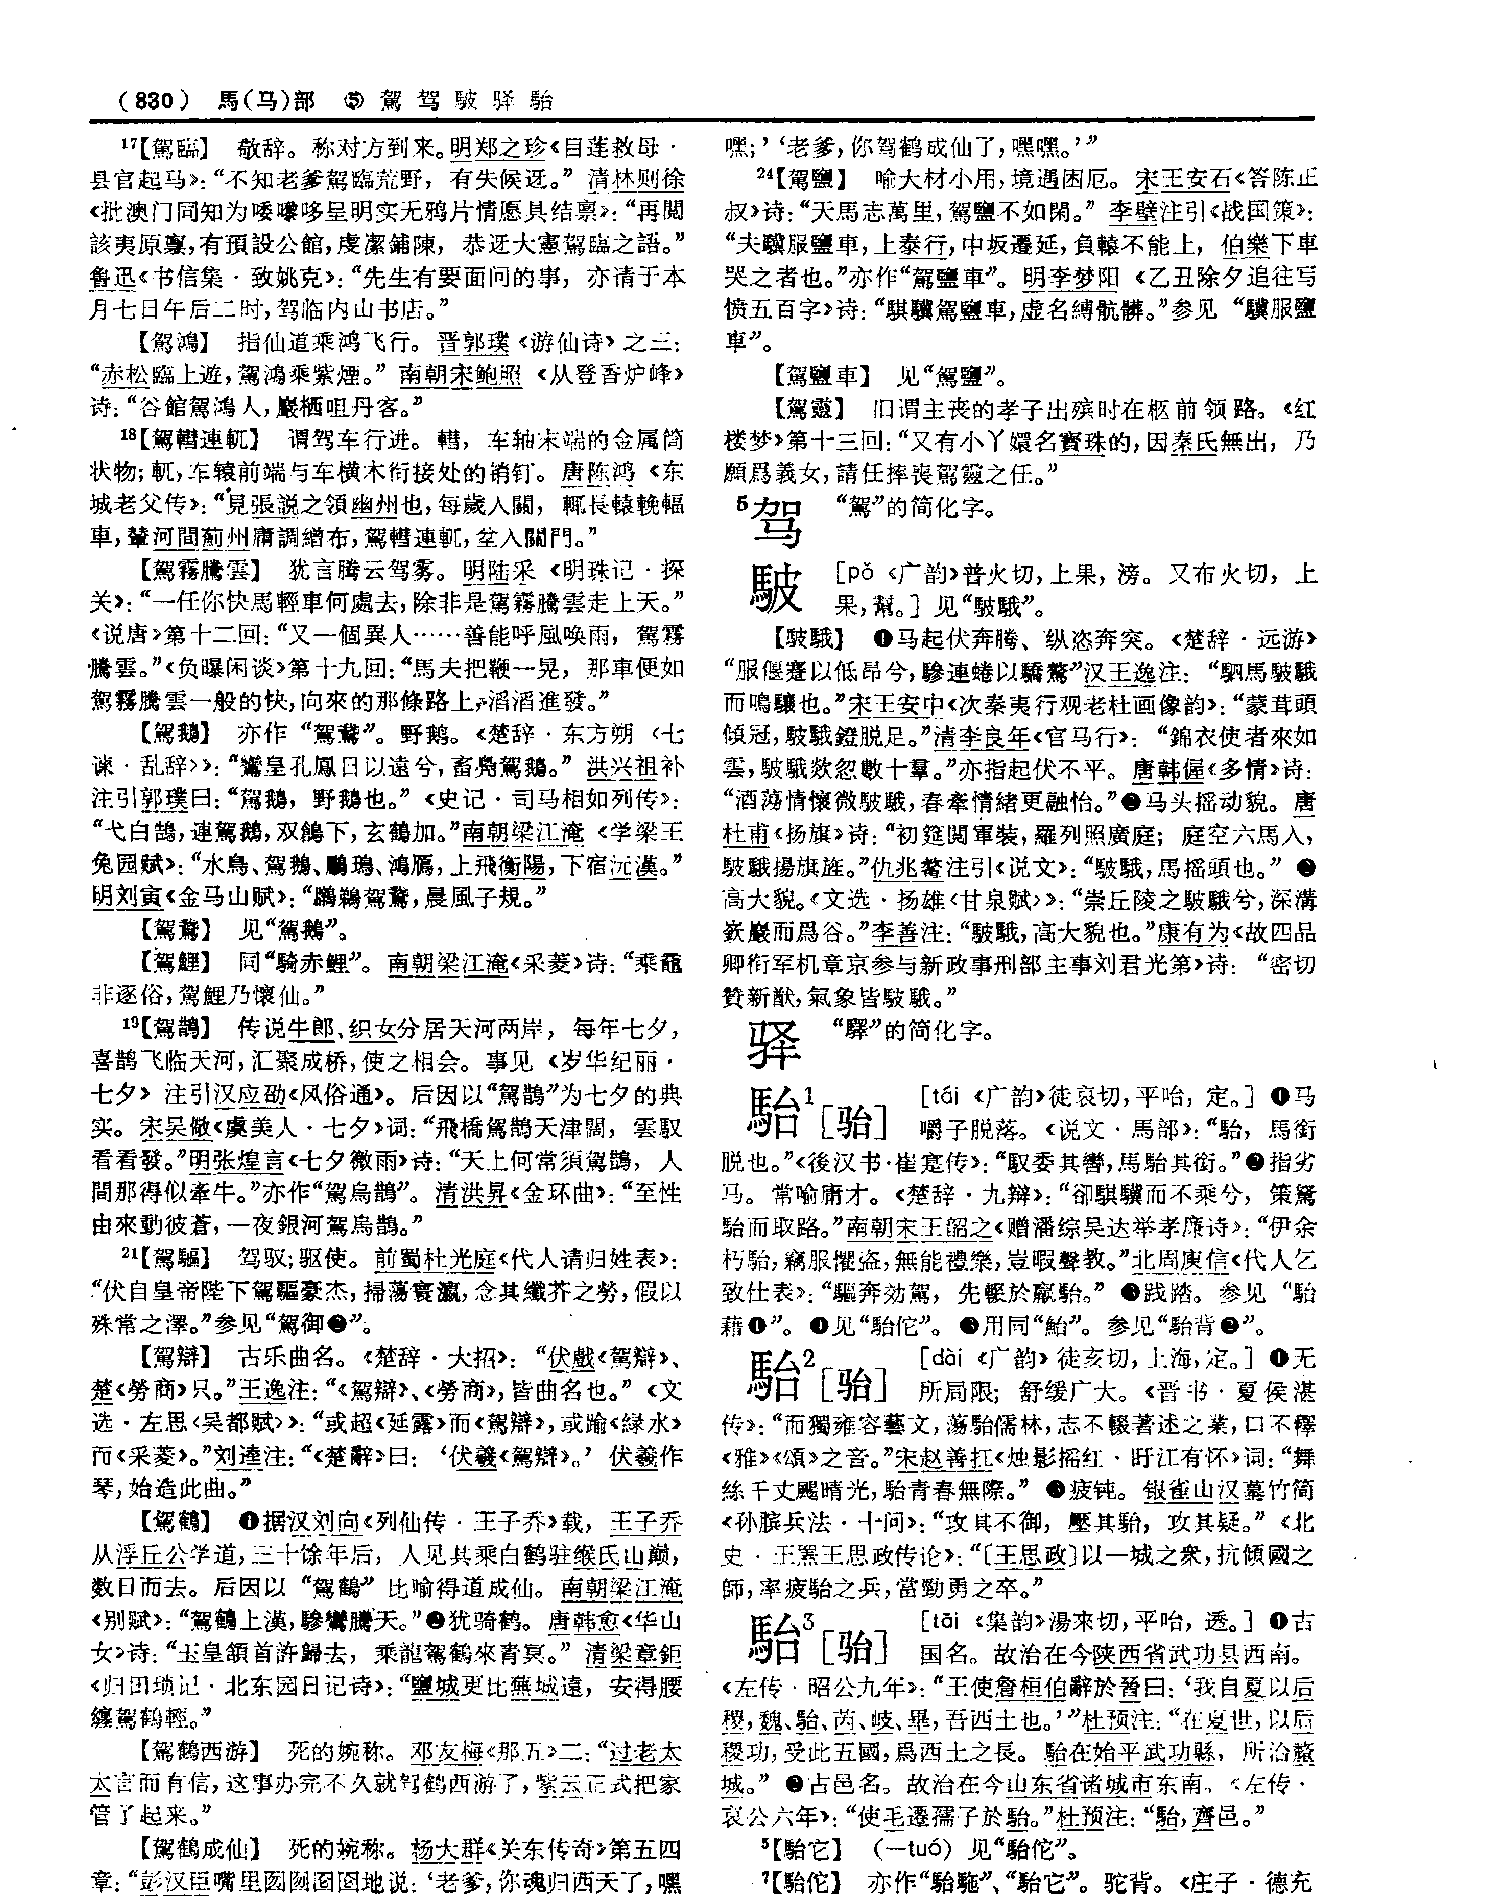 （830） 馬(马)部 ⑤ 駕 驾 駊 驿 駘
17【駕臨】 敬辞。称对方到来。明郑之珍《目莲救母·
县官起马》：“不知老爹駕臨荒野，有失候迓。”清林则徐
《批澳门同知为唩嚟哆呈明实无鸦片情愿具结禀》：“再閱
該夷原稟，有預設公館，虔潔鋪陳，恭迓大憲駕臨之語。”
鲁迅《书信集·致姚克》：“先生有要面问的事，亦请于本
月七日午后二时，驾临内山书店。”
【駕鴻】 指仙道乘鸿飞行。晋郭璞《游仙诗》之三：
“赤松臨上遊，駕鴻乘紫煙。”南朝宋鲍照《从登香炉峰》
诗：“谷館駕鴻人，巖栖咀丹客。”
18【駕轊連軏】 谓驾车行进。轊，车轴末端的金属筒
状物；軏，车辕前端与车横木衔接处的销钉。唐陈鸿《东
城老父传》：“見張説之領幽州也，每歲入關，輒長轅輓輻
車，輦河間薊州庸調繒布，駕轊連軏，坌入關門。”
【駕霧騰雲】 犹言腾云驾雾。明陆采《明珠记·探
关》：“一任你快馬輕車何處去，除非是駕霧騰雲走上天。”
《说唐》第十二回：“又一個異人……善能呼風唤雨，駕霧
騰雲。”《负曝闲谈》第十九回：“馬夫把鞭一晃，那車便如
駕霧騰雲一般的快，向來的那條路上，滔滔進發。”
【駕鵝】 亦作“駕鵞”。野鹅。《楚辞·东方朔〈七
谏·乱辞〉》：“鸞皇孔鳳日以遠兮，畜鳧駕鵝。”洪兴祖补
注引郭璞曰：“駕鵝，野鵝也。”《史记·司马相如列传》：
“弋白鵠，連駕鵝，双鶬下，玄鶴加。”南朝梁江淹《学梁王
兔园赋》：“水鳥、駕鵝、鸀鳿、鴻鴈，上飛衡陽，下宿沅漢。”
明刘寅《金马山赋》：“鸊鵜駕鵞，晨風子規。”
【駕鵞】 见“駕鵝”。
【駕鯉】 同“騎赤鯉”。南朝梁江淹《采菱》诗：“乘黿
非逐俗，駕鯉乃懷仙。”
19【駕鹊】 传说牛郎、织女分居天河两岸，每年七夕，
喜鹊飞临天河，汇聚成桥，使之相会。事见《岁华纪丽·
七夕》注引汉应劭《风俗通》。后因以“駕鹊”为七夕的典
实。宋吴儆《虞美人·七夕》词：“飛橋駕鹊天津闊，雲馭
看看發。”明张煌言《七夕微雨》诗：“天上何常須駕鵲，人
間那得似牽牛。”亦作“駕烏鹊”。清洪昇《金环曲》：“至性
由來動彼蒼，一夜銀河駕烏鵲。”
21【駕驅】 驾驭；驱使。前蜀杜光庭《代人请归姓表》：
“伏自皇帝陛下駕驅豪杰，掃蕩寰瀛，念其纖芥之勞，假以
殊常之澤。”参见“駕御❷”。
【駕辯】 古乐曲名。《楚辞·大招》：“伏戲《駕辯》、
楚《勞商》只。”王逸注：“《駕辯》、《勞商》，皆曲名也。”《文
选·左思〈吴都赋〉》：“或超《延露》而《駕辯》，或踰《緑水》
而《采菱》。”刘逵注：“《楚辭》曰：‘伏羲《駕辯》。’伏羲作
琴，始造此曲。”
【駕鶴】 ❶据汉刘向《列仙传·王子乔》载，王子乔
从浮丘公学道，三十馀年后，人见其乘白鹤驻缑氏山巅，
数日而去。后因以“駕鶴”比喻得道成仙。南朝梁江淹
《别赋》：“駕鶴上漢，驂鸞騰天。”❷犹骑鹤。唐韩愈《华山
女》诗：“玉皇頷首許歸去，乘龍駕鶴來青冥。”清梁章鉅
《归田琐记·北东园日记诗》：“鹽城更比蕪城遠，安得腰
纏駕鶴輕。”
【駕鶴西游】 死的婉称。邓友梅《那五》二：“过老太
太言而有信，这事办完不久就驾鹤西游了，紫云正式把家
管了起来。”
【駕鶴成仙】 死的婉称。杨大群《关东传奇》第五四
章：“彭汉臣嘴里囫囫囵囵地说：‘老爹，你魂归西天了，嘿
嘿；’‘老爹，你驾鹤成仙了，嘿嘿。’”
24【駕鹽】 喻大材小用，境遇困厄。宋王安石《答陈正
叔》诗：“天馬志萬里，駕鹽不如閑。”李壁注引《战国策》：
“夫驥服鹽車，上泰行，中坂遷延，負轅不能上，伯樂下車
哭之者也。”亦作“駕鹽車”。明李梦阳《乙丑除夕追往写
愤五百字》诗：“騏驥駕鹽車，虚名縛骯髒。”参见“驥服鹽
車”。
【駕鹽車】 见“駕鹽”。
【駕靈】 旧谓主丧的孝子出殡时在柩前领路。《红
楼梦》第十三回：“又有小丫嬛名寶珠的，因秦氏無出，乃
願爲義女，請任摔喪駕靈之任。”
5驾 “駕”的简化字。
駊 [pǒ《广韵》普火切，上果，滂。又布火切，上
果，幫。] 见“駊騀”。
【駊騀】 ❶马起伏奔腾、纵恣奔突。《楚辞·远游》
“服偃蹇以低昂兮，驂連蜷以驕驁”汉王逸注：“駟馬駊騀
而鳴驤也。”宋王安中《次秦夷行观老杜画像韵》：“蒙茸頭
傾冠，駊騀鐙脱足。”清李良年《官马行》：“錦衣使者來如
雲，駊騀欻忽數十羣。”亦指起伏不平。唐韩偓《多情》诗：
“酒蕩情懷微駊騀，春牽情緒更融怡。”❷马头摇动貌。唐
杜甫《扬旗》诗：“初筵閲軍裝，羅列照廣庭；庭空六馬入，
駊騀揚旗旌。”仇兆鳌注引《说文》：“駊騀，馬摇頭也。”❸
高大貌。《文选·扬雄〈甘泉赋〉》：“崇丘陵之駊騀兮，深溝
嶔巖而爲谷。”李善注：“駊騀，高大貌也。”康有为《故四品
卿衔军机章京参与新政事刑部主事刘君光第》诗：“密切
贊新猷，氣象皆駊騀。”
驿 “驛”的简化字。
駘1[骀] [tái《广韵》徒哀切，平咍，定。] ❶马
嚼子脱落。《说文·馬部》：“駘，馬銜
脱也。”《後汉书·崔寔传》：“馭委其轡，馬駘其銜。”❷指劣
马。常喻庸才。《楚辞·九辩》：“卻騏驥而不乘兮，策駑
駘而取路。”南朝宋王韶之《赠潘综吴达举孝廉诗》：“伊余
朽駘，竊服懼盗，無能禮樂，豈暇聲教。”北周庾信《代人乞
致仕表》：“驅奔効駕，先輟於羸駘。”❸践踏。参见“駘
藉❶”。❹见“駘佗”。❺用同“鮐”。参见“駘背❷”。
駘2[骀] [dài《广韵》徒亥切，上海，定。] ❶无
所局限；舒缓广大。《晋书·夏侯湛
传》：“而獨雍容藝文，蕩駘儒林，志不輟著述之業，口不釋
《雅》《頌》之音。”宋赵善扛《烛影摇红·盱江有怀》词：“舞
絲千丈颺晴光，駘青春無際。”❷疲钝。银雀山汉墓竹简
《孙膑兵法·十问》：“攻其不御，壓其駘，攻其疑。”《北
史·王罴王思政传论》：“〔王思政〕以一城之衆，抗傾國之
師，率疲駘之兵，當勁勇之卒。”
駘3[骀] [tāi《集韵》湯來切，平咍，透。] ❶古
国名。故治在今陕西省武功县西南。
《左传·昭公九年》：“王使詹桓伯辭於晉曰：‘我自夏以后
稷，魏、駘、芮、岐、畢，吾西土也。’”杜预注：“在夏世，以后
稷功，受此五國，爲西土之長。駘在始平武功縣，所治釐
城。”❷古邑名。故治在今山东省诸城市东南。《左传·
哀公六年》：“使毛遷孺子於駘。”杜预注：“駘，齊邑。”
5【駘它】 （—tuó）见“駘佗”。
7【駘佗】 亦作“駘駞”、“駘它”。驼背。《庄子·德充